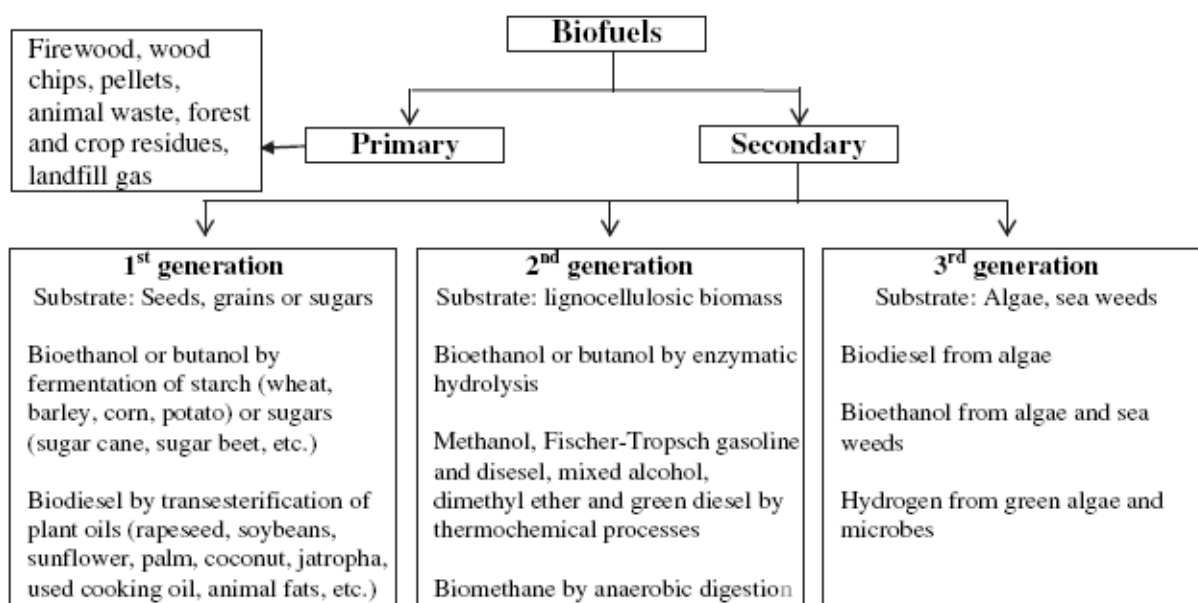 Biofuels
Firewood, wood
chips, pellets,
animal waste, forest
and crop residues,
landfill gas
Primary
Secondary
1st generation
Substrate: Seeds, grains or sugars
Bioethanol or butanol by
fermentation of starch (wheat,
barley, corn, potato) or sugars
(sugar cane, sugar beet, etc.)
Biodiesel by transesterification of
plant oils (rapeseed, soybeans,
sunflower, palm, coconut, jatropha,
used cooking oil, animal fats, etc.)
2nd generation
Substrate: lignocellulosic biomass
Bioethanol or butanol by enzymatic
hydrolysis
Methanol, Fischer-Tropsch gasoline
and disesel, mixed alcohol,
dimethyl ether and green diesel by
thermochemical processes
Biomethane by anaerobic digestion
3rd generation
Substrate: Algae, sea weeds
Biodiesel from algae
Bioethanol from algae and sea
weeds
Hydrogen from green algae and
microbes